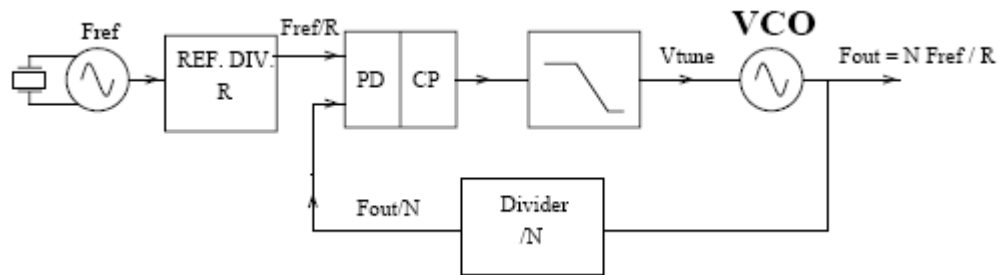 Fref
REF. DIV.
R
Fref/R
PD
CP
Vtune
VCO
Fout = N Fref / R
Fout/N
Divider
/N